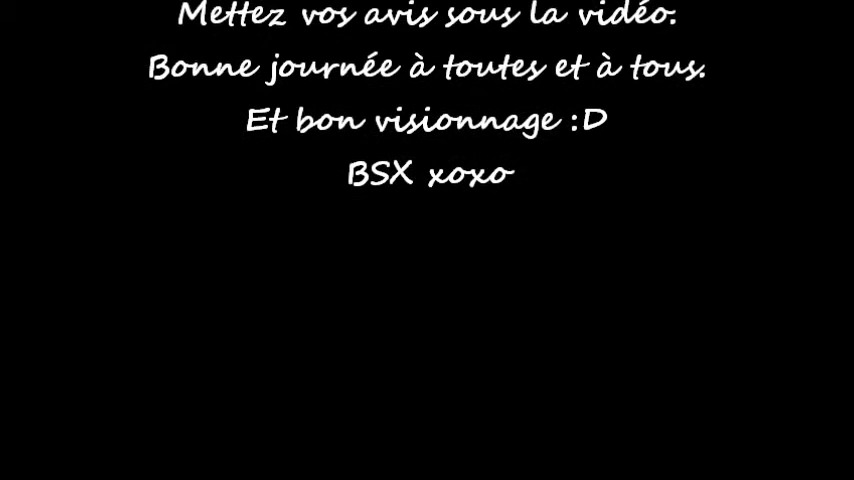 Mettez vos avis sous la vidéo.
Bonne journée à toutes et à tous.
Et bon visionnage :D
BSX xoxo